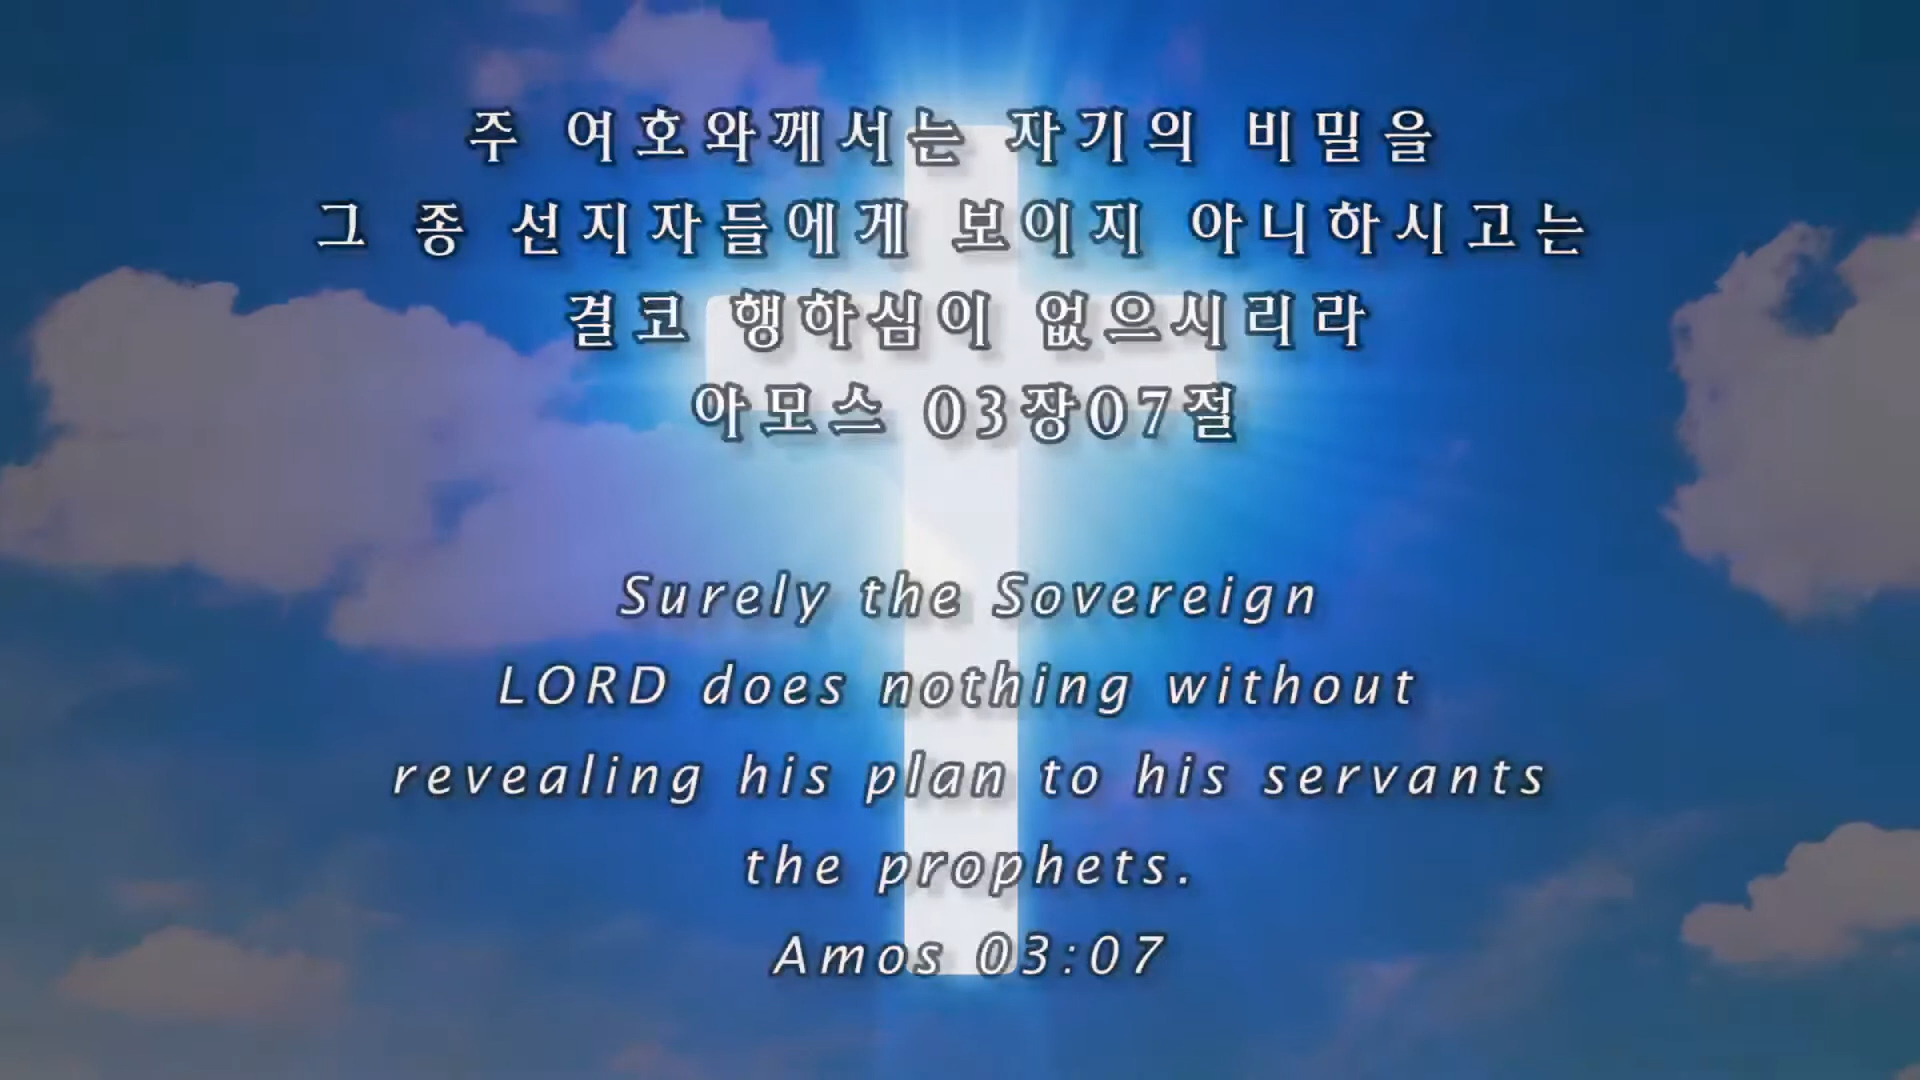 주 여호와께서는 자기의 비밀을
그 종 선지자들에게 보이지 아니하시고는
결코 행하심이 없으시리라
아모스 03장07절
Surely the Sovereign
LORD does nothing without
revealing his plan to his servants
the prophets.
Amos 03:07